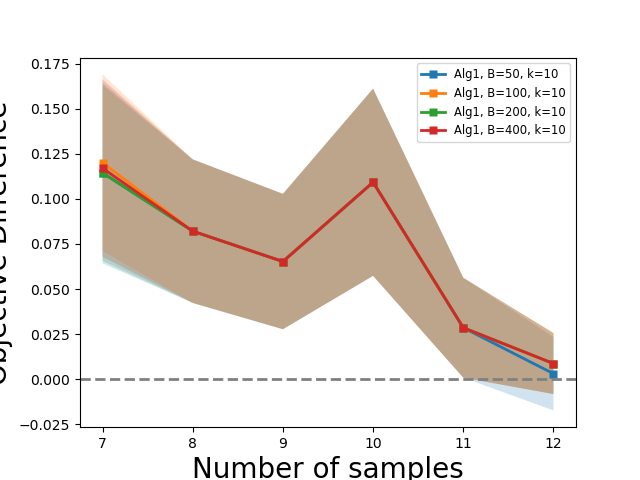 0.175
0.150
0.125
0.100
0.075
0.050
0.025
0.000
−0.025
Objective Difference
7 8 9 10 11 12
Number of samples
Alg1, B=50, k=10
Alg1, B=100, k=10
Alg1, B=200, k=10
Alg1, B=400, k=10